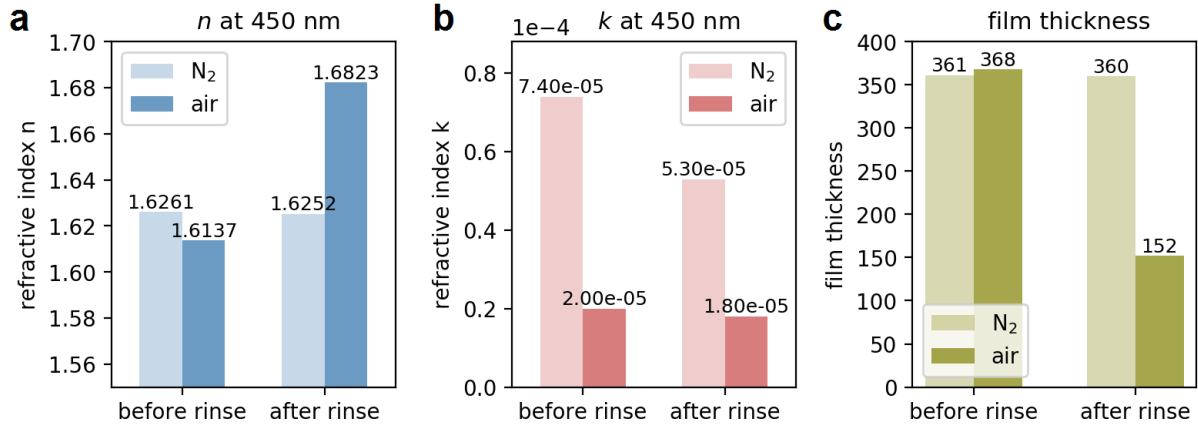 a
n at 450 nm
refractive index n
1.70
1.68
1.66
1.64
1.62
1.60
1.58
1.56
N₂
air
1.6261
1.6137
1.6252
1.6823
before rinse
after rinse
b
k at 450 nm
1e-4
refractive index k
0.8
0.6
0.4
0.2
0.0
N₂
air
7.40e-05
2.00e-05
5.30e-05
1.80e-05
before rinse
after rinse
c
film thickness
film thickness
400
350
300
250
200
150
100
50
0
361
368
360
152
N₂
air
before rinse
after rinse